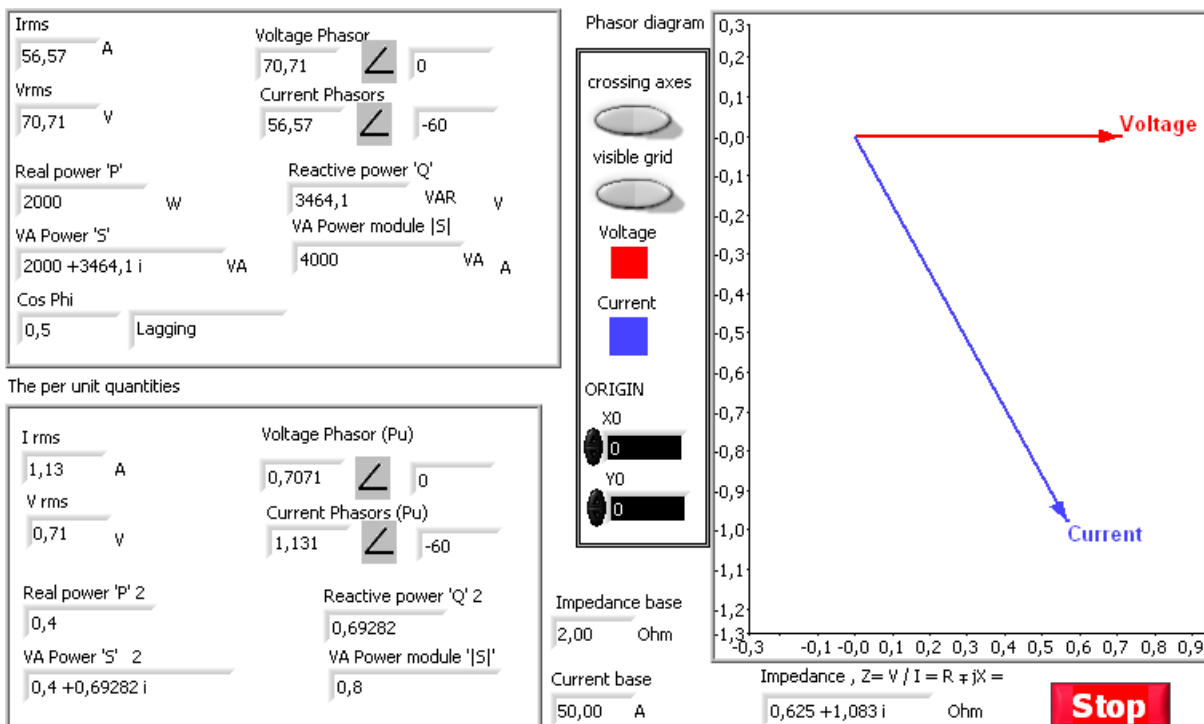 Irms
56,57 A
Vrms
70,71 V
Voltage Phasor
70,71 0
Current Phasors
56,57 -60
Real power 'P'
2000 W
Reactive power 'Q'
3464,1 VAR V
VA Power 'S'
2000 +3464,1 i VA
VA Power module |S|
4000 VA A
Cos Phi
0,5 Lagging
The per unit quantities
I rms
1,13 A
V rms
0,71 V
Voltage Phasor (Pu)
0,7071 0
Current Phasors (Pu)
1,131 -60
Real power 'P' 2
0,4
Reactive power 'Q' 2
0,69282
VA Power 'S' 2
0,4 +0,69282 i
VA Power module '|S|'
0,8
Phasor diagram
crossing axes
visible grid
Voltage
Current
ORIGIN
X0
0
Y0
0
Impedance base
2,00 Ohm
Current base
50,00 A
0,3
0,2
0,1
-0,0
-0,1
-0,2
-0,3
-0,4
-0,5
-0,6
-0,7
-0,8
-0,9
-1,0
-1,1
-1,2
-1,3
-0,3 -0,1 -0,0 0,1 0,2 0,3 0,4 0,5 0,6 0,7 0,8 0,9
Voltage
Current
Impedance , Z= V / I = R ∓ jX =
0,625 +1,083 i Ohm
Stop